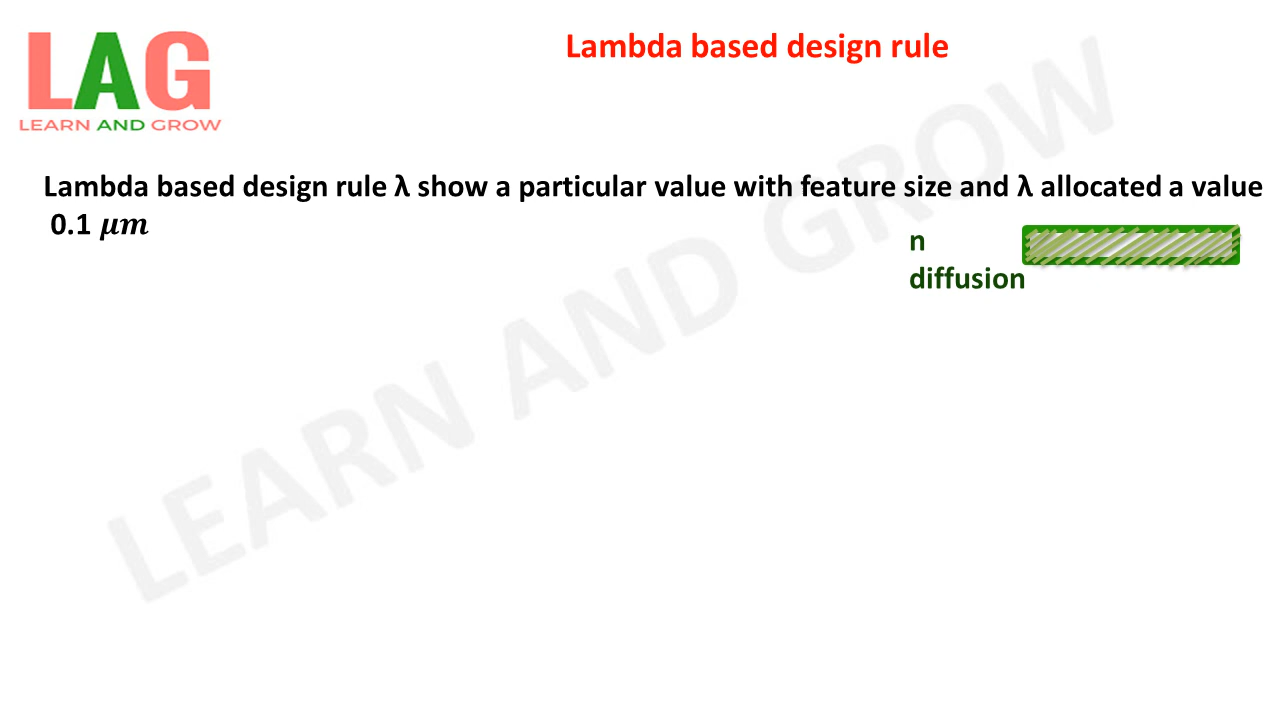 LAG
LEARN AND GROW
Lambda based design rule
Lambda based design rule λ show a particular value with feature size and λ allocated a value
0.1 𝝁𝒎
n
diffusion
LEARN AND GROW